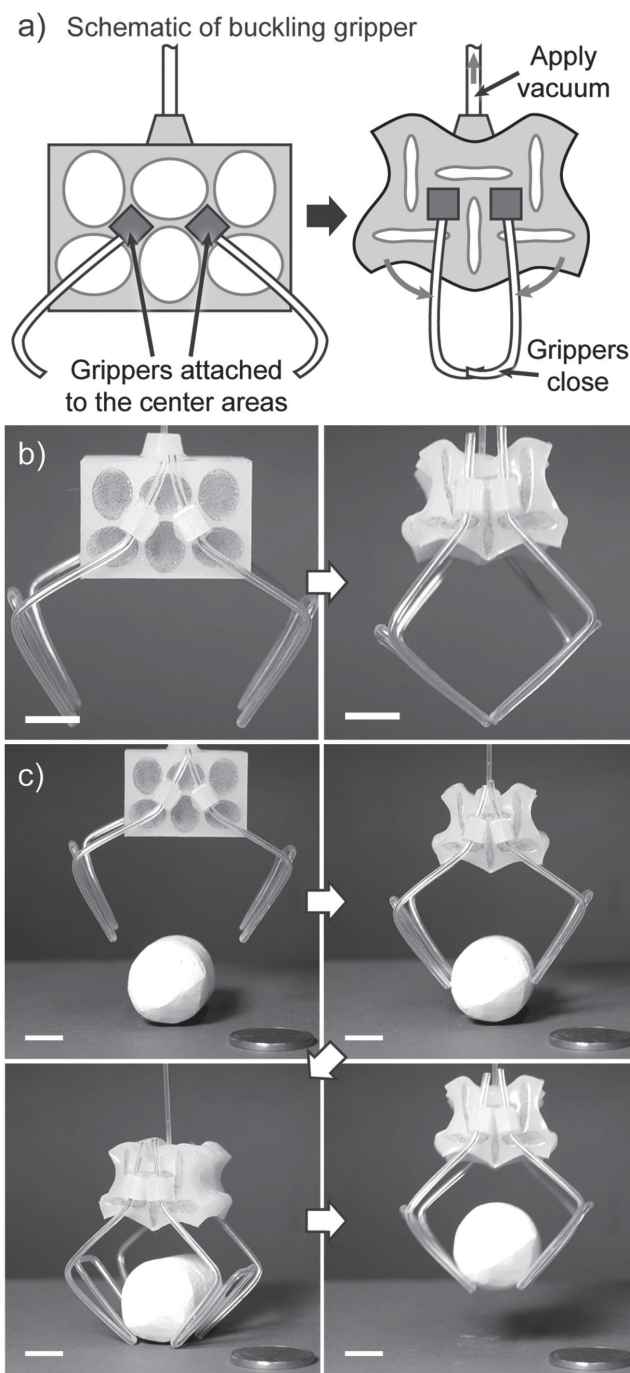 a) Schematic of buckling gripper
Apply
vacuum
Grippers attached
to the center areas
Grippers
close
b)
c)